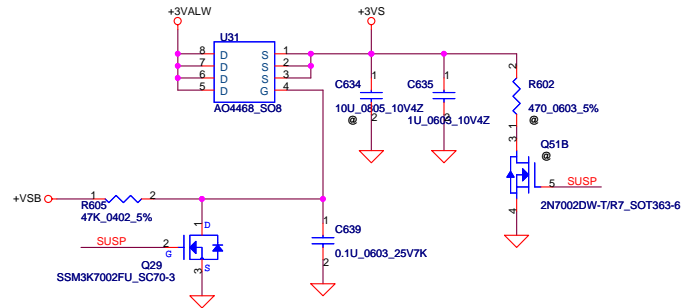 +3VALW
+3VS
U31
8 D S 1
7 D S 2
6 D S 3
5 D G 4
AO4468_SO8
1
C634
10U_0805_10V4Z
2
@
1
C635
1U_0603_10V4Z
2
2
R602
470_0603_5%
1
@
3
Q51B
@
5 SUSP
4
2N7002DW-T/R7_SOT363-6
+VSB 1 2
R605
47K_0402_5%
1 D
SUSP 2 G
3 S
Q29
SSM3K7002FU_SC70-3
1
C639
0.1U_0603_25V7K
2